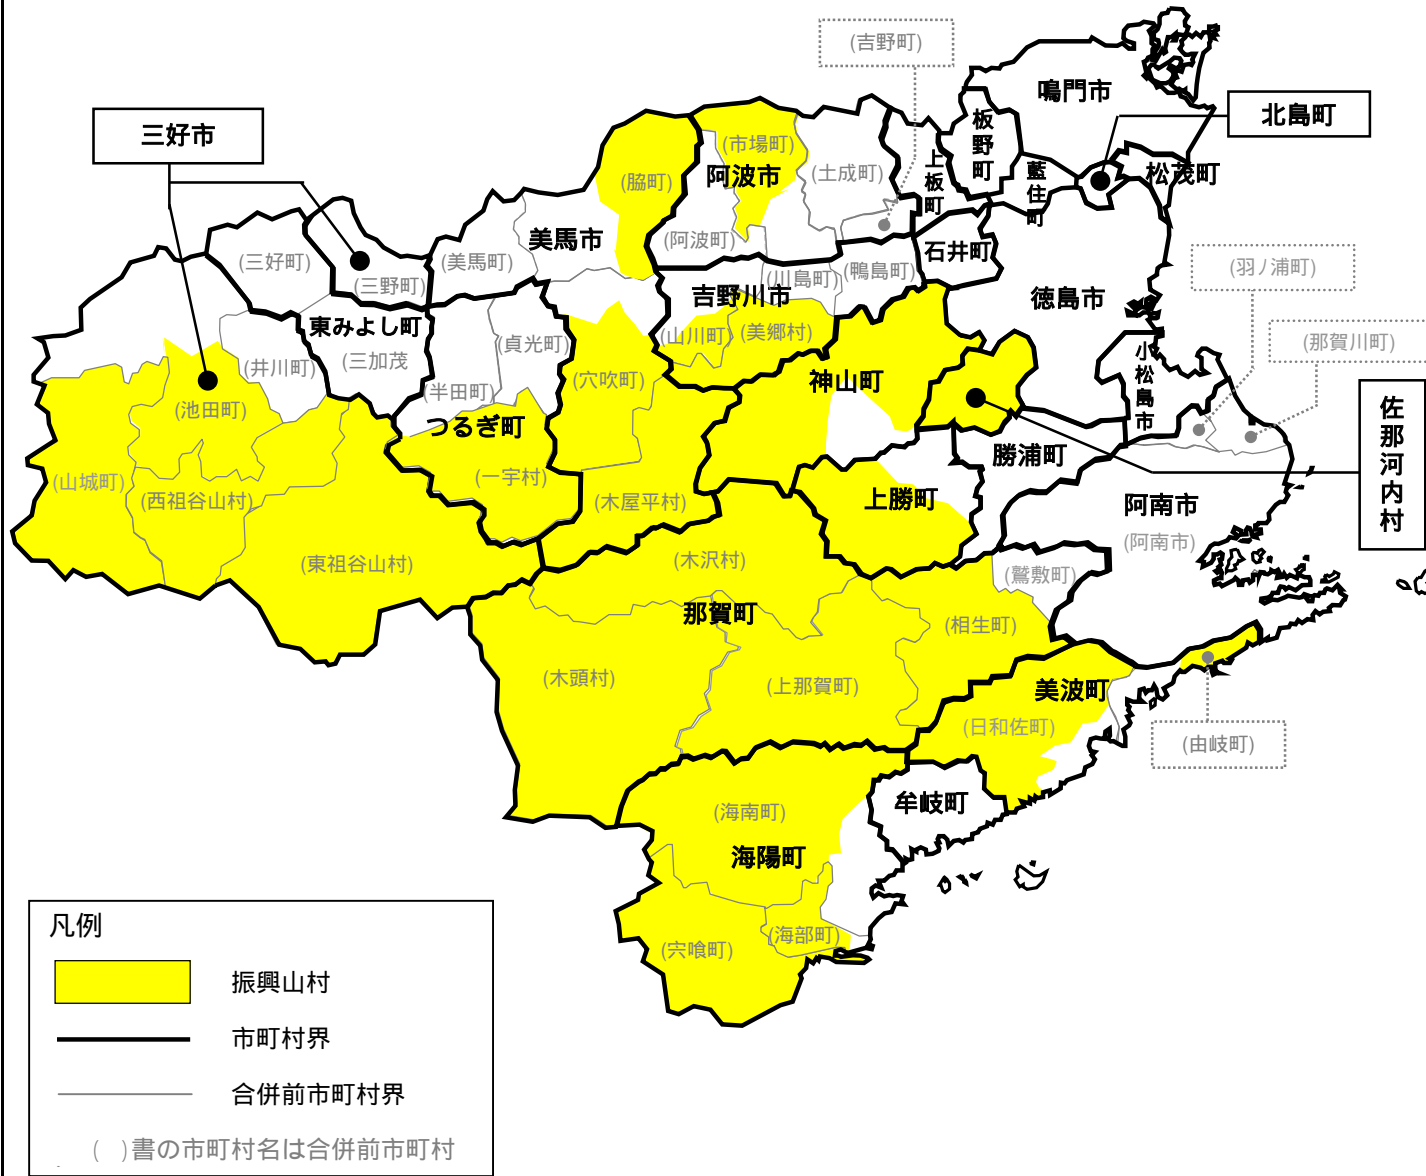 (吉野町)
鳴門市
三好市
北島町
板野町
(市場町)
上板町
藍住町
松茂町
(脇町)
阿波市
(土成町)
美馬市
(阿波町)
石井町
(三好町)
(美馬町)
(三野町)
(川島町)
(鴨島町)
(羽ノ浦町)
吉野川市
徳島市
東みよし町
(山川町)
(美郷村)
(貞光町)
(那賀川町)
(井川町)
(三加茂
小松島市
(半田町)
(穴吹町)
神山町
(池田町)
佐那河内村
つるぎ町
勝浦町
(山城町)
(西祖谷山村)
(一宇村)
(木屋平村)
上勝町
阿南市
(阿南市)
(東祖谷山村)
(木沢村)
(鷲敷町)
那賀町
(相生町)
(木頭村)
(上那賀町)
美波町
(日和佐町)
(由岐町)
(海南町)
牟岐町
海陽町
(宍喰町)
(海部町)
凡例
振興山村
市町村界
合併前市町村界
(　)書の市町村名は合併前市町村